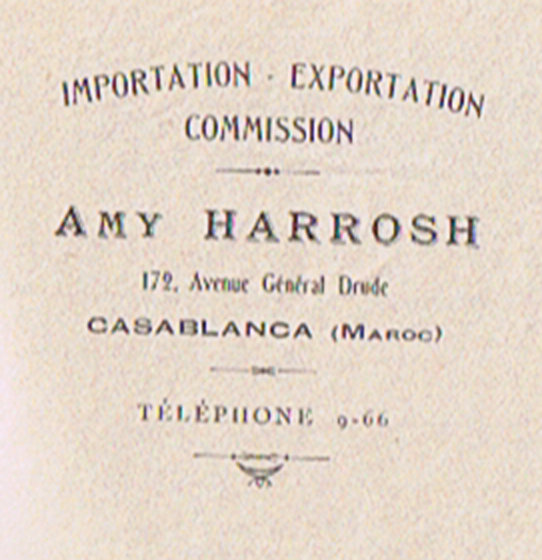 IMPORTATION · EXPORTATION
COMMISSION
AMY HARROSH
172, Avenue Général Drude
CASABLANCA (MAROC)
TÉLÉPHONE 9-66